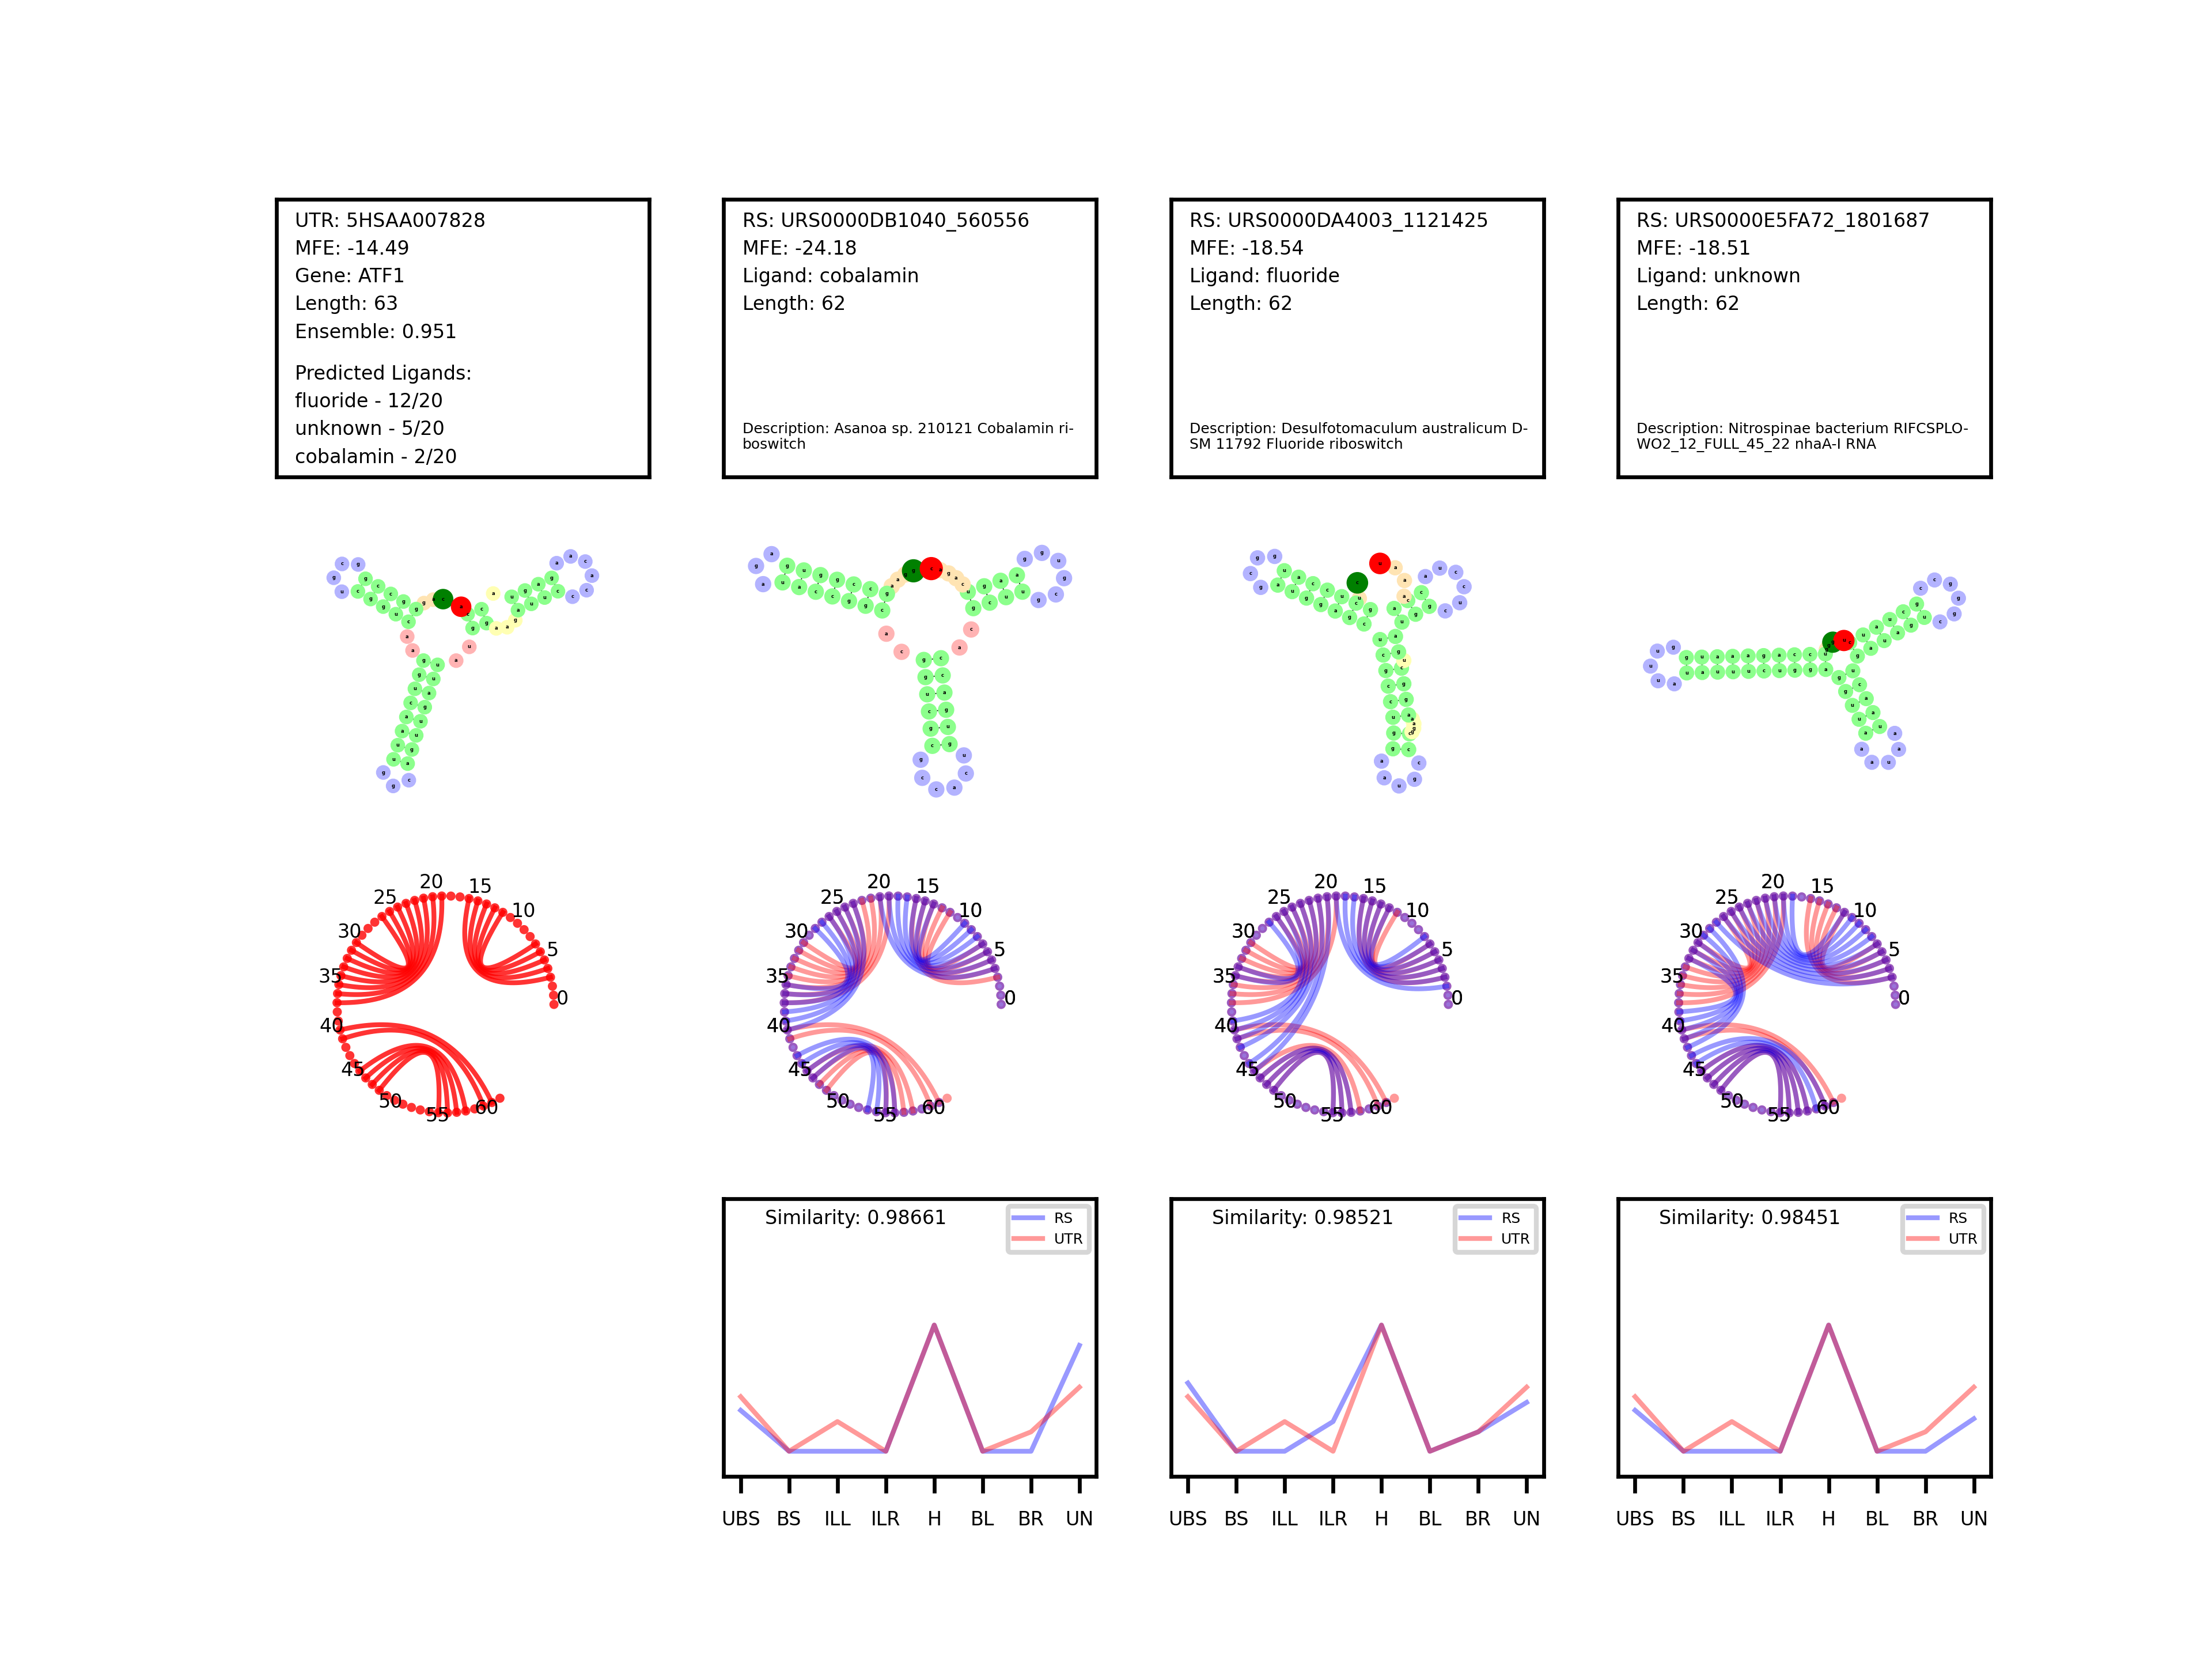 UTR: 5HSAA007828
MFE: -14.49
Gene: ATF1
Length: 63
Ensemble: 0.951
Predicted Ligands:
fluoride - 12/20
unknown - 5/20
cobalamin - 2/20
RS: URS0000DB1040_560556
MFE: -24.18
Ligand: cobalamin
Length: 62
Description: Asanoa sp. 210121 Cobalamin ri-
boswitch
RS: URS0000DA4003_1121425
MFE: -18.54
Ligand: fluoride
Length: 62
Description: Desulfotomaculum australicum D-
SM 11792 Fluoride riboswitch
RS: URS0000E5FA72_1801687
MFE: -18.51
Ligand: unknown
Length: 62
Description: Nitrospinae bacterium RIFCSPLO-
WO2_12_FULL_45_22 nhaA-I RNA
0 5 10 15 20 25 30 35 40 45 50 55 60
0 5 10 15 20 25 30 35 40 45 50 55 60
0 5 10 15 20 25 30 35 40 45 50 55 60
0 5 10 15 20 25 30 35 40 45 50 55 60
Similarity: 0.98661
RS
UTR
UBS BS ILL ILR H BL BR UN
Similarity: 0.98521
RS
UTR
UBS BS ILL ILR H BL BR UN
Similarity: 0.98451
RS
UTR
UBS BS ILL ILR H BL BR UN